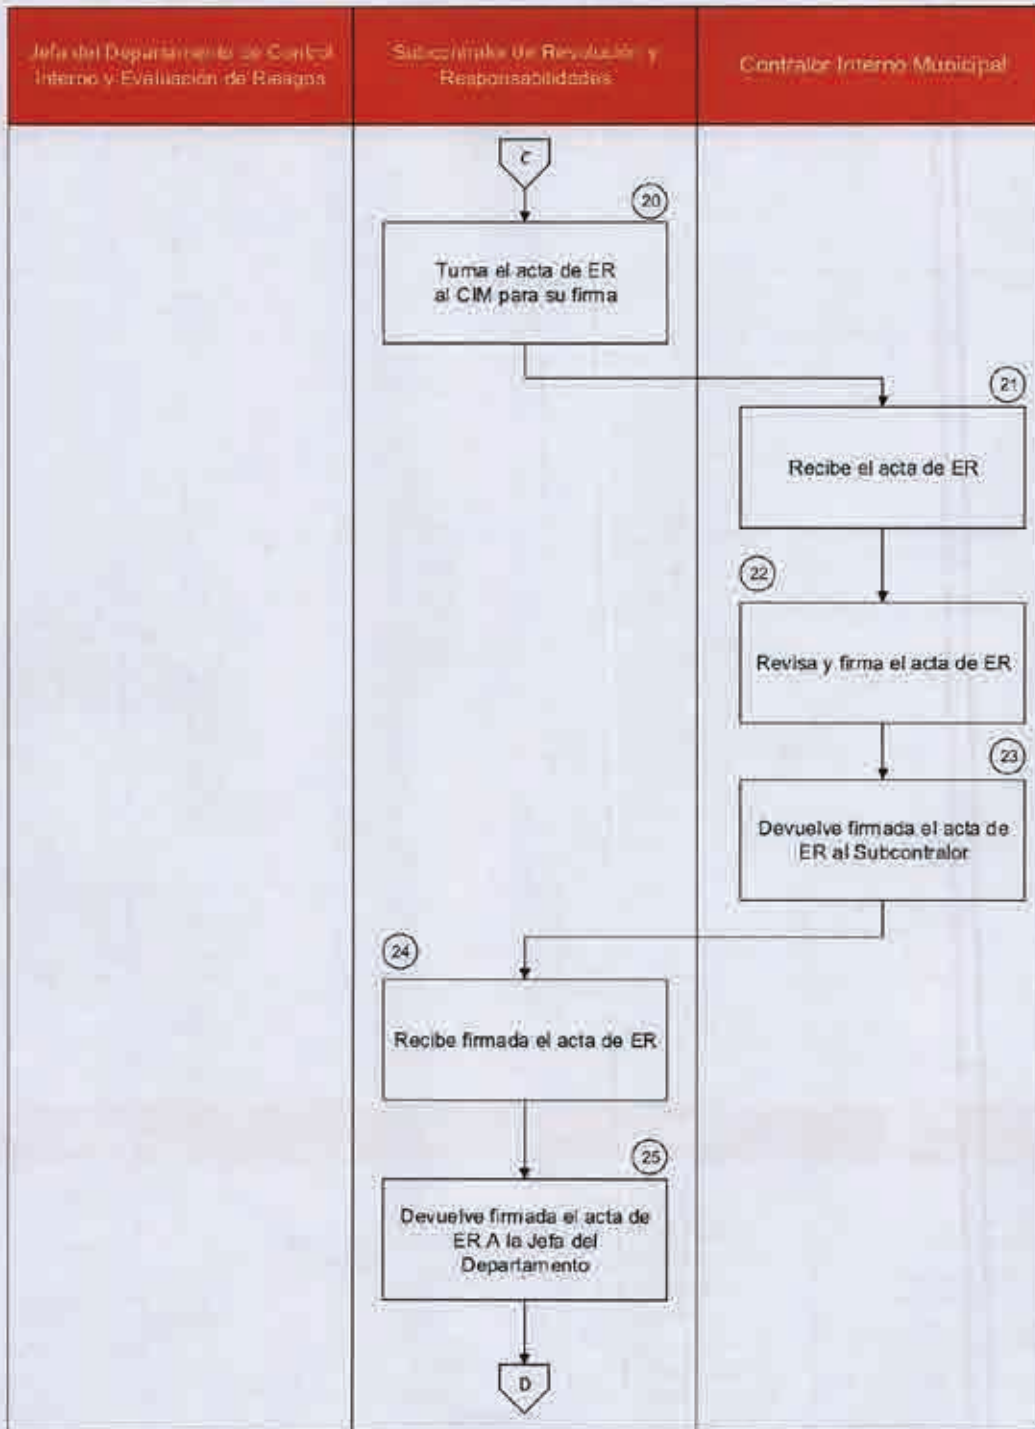 Jefa del Departamento de Control
Interno y Evaluación de Riesgos
Subcontralor de Revolución y
Responsabilidades
Contralor Interno Municipal
C
20
Turna el acta de ER
al CIM para su firma
21
Recibe el acta de ER
22
Revisa y firma el acta de ER
23
Devuelve firmada el acta de
ER al Subcontralor
24
Recibe firmada el acta de ER
25
Devuelve firmada el acta de
ER A la Jefa del
Departamento
D